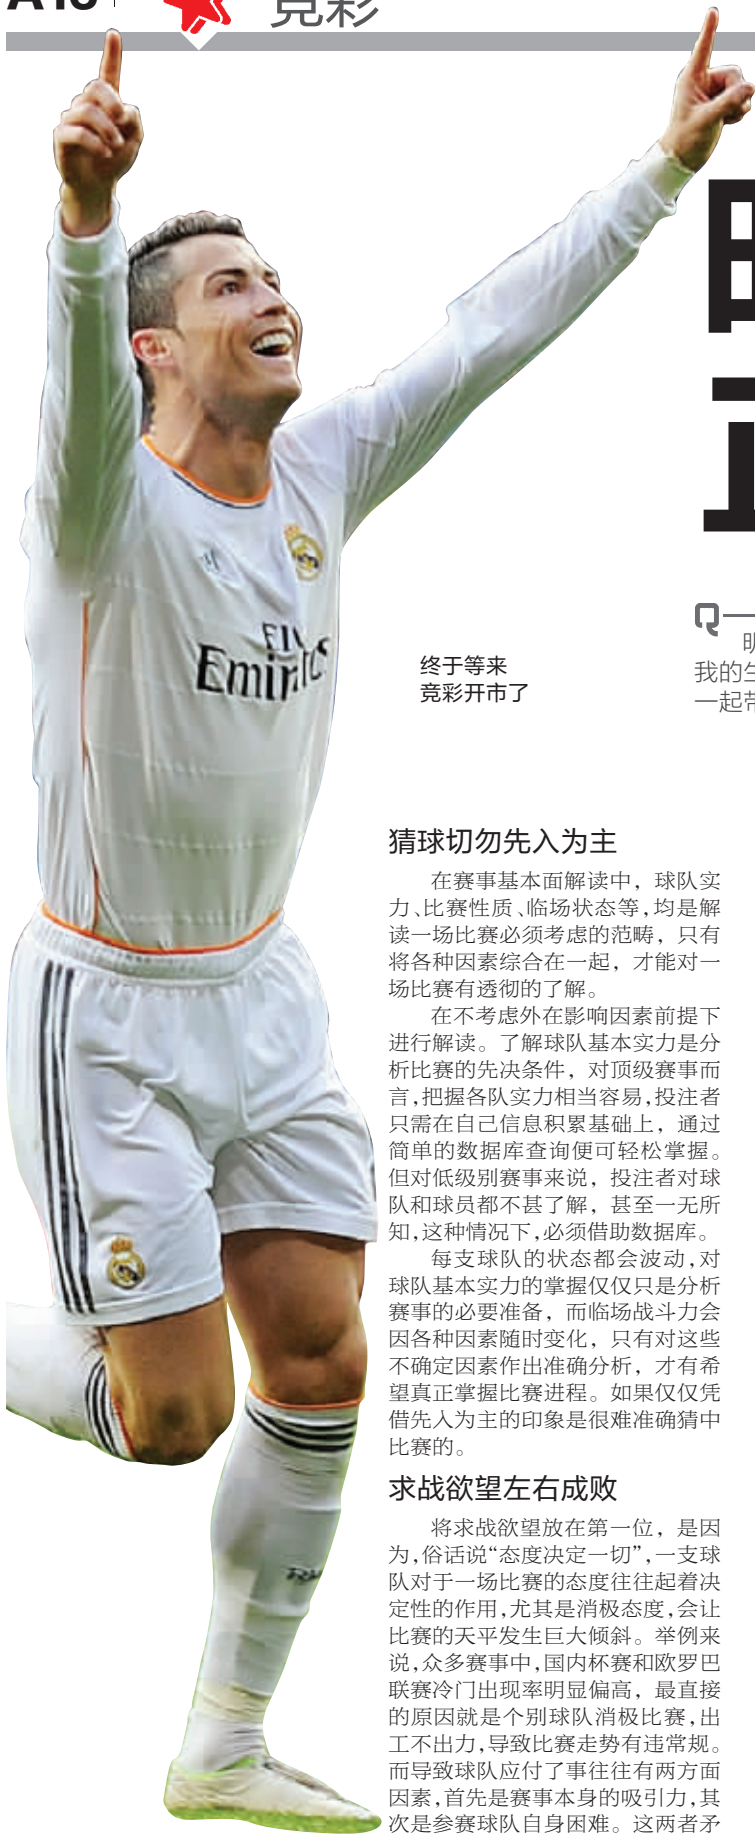 竞彩
Fly
Emirates
终于等来
竞彩开市了
我的生
一起带
猜球切勿先入为主
在赛事基本面解读中，球队实
力、比赛性质、临场状态等，均是解
读一场比赛必须考虑的范畴，只有
将各种因素综合在一起，才能对一
场比赛有透彻的了解。
在不考虑外在影响因素前提下
进行解读。了解球队基本实力是分
析比赛的先决条件，对顶级赛事而
言，把握各队实力相当容易，投注者
只需在自己信息积累基础上，通过
简单的数据库查询便可轻松掌握。
但对低级别赛事来说，投注者对球
队和球员都不甚了解，甚至一无所
知，这种情况下，必须借助数据库。
每支球队的状态都会波动，对
球队基本实力的掌握仅仅只是分析
赛事的必要准备，而临场战斗力会
因各种因素随时变化，只有对这些
不确定因素作出准确分析，才有希
望真正掌握比赛进程。如果仅仅凭
借先入为主的印象是很难准确猜中
比赛的。
求战欲望左右成败
将求战欲望放在第一位，是因
为，俗话说“态度决定一切”，一支球
队对于一场比赛的态度往往起着决
定性的作用，尤其是消极态度，会让
比赛的天平发生巨大倾斜。举例来
说，众多赛事中，国内杯赛和欧罗巴
联赛冷门出现率明显偏高，最直接
的原因就是个别球队消极比赛，出
工不出力，导致比赛走势有违常规。
而导致球队应付了事往往有两方面
因素，首先是赛事本身的吸引力，其
次是参赛球队自身困难。这两者矛